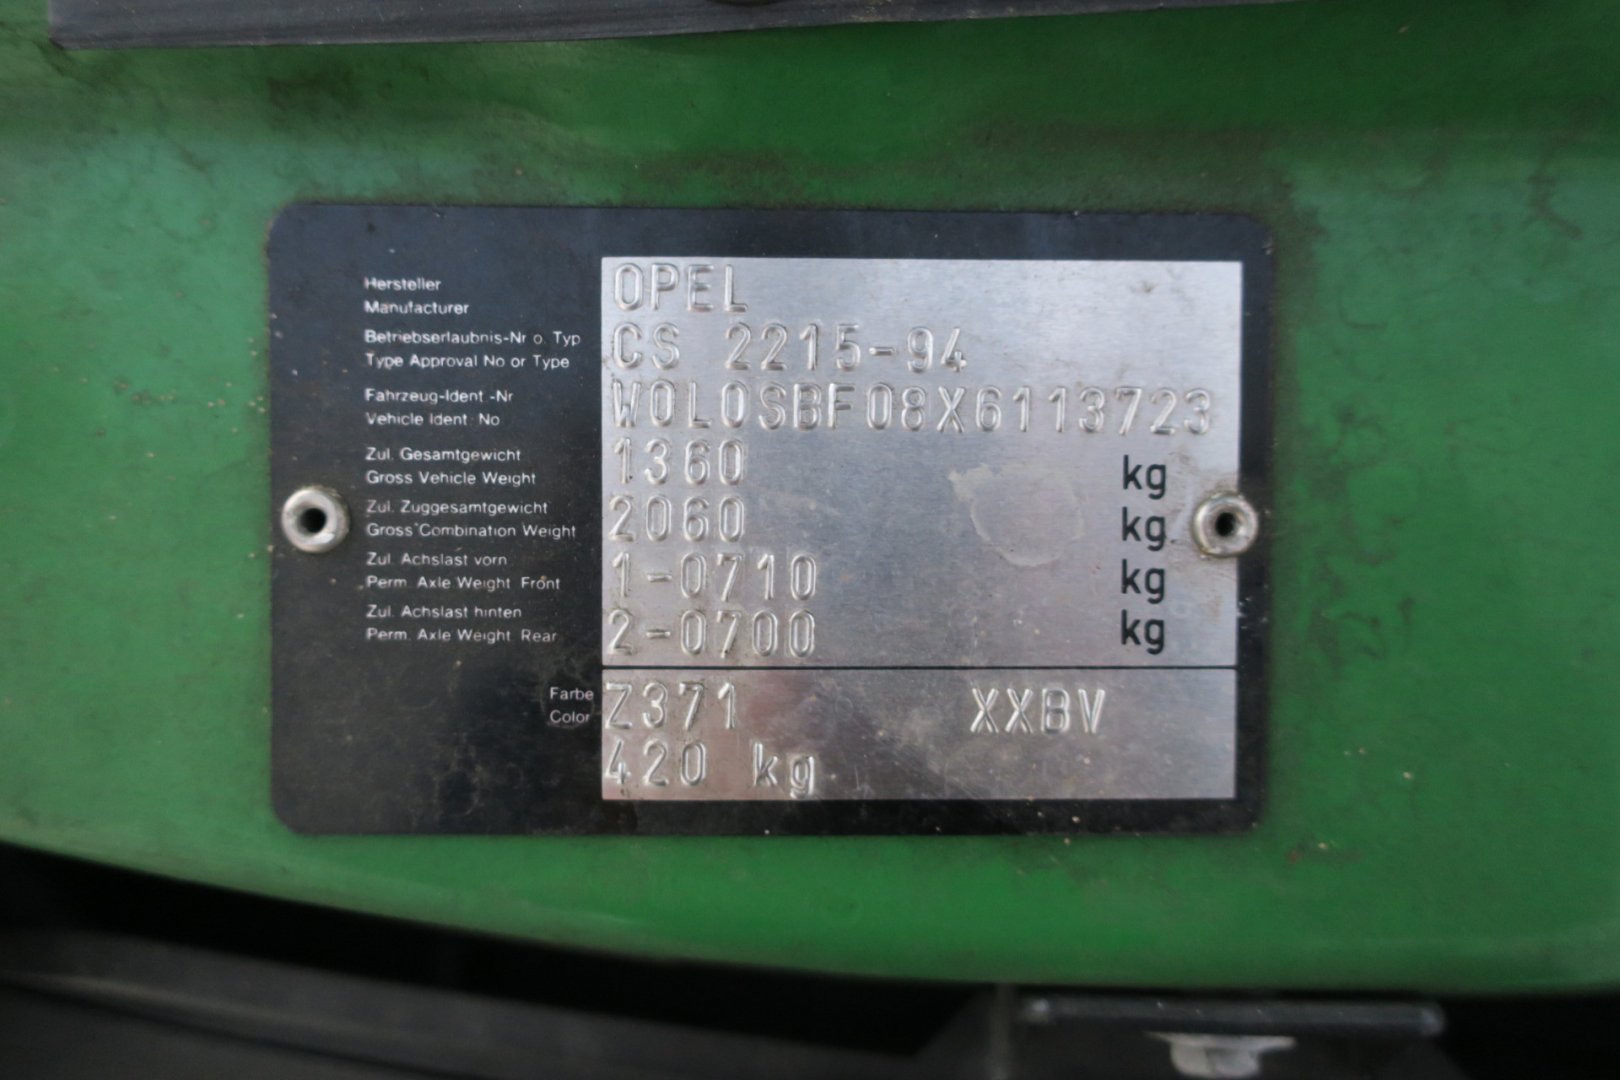 Hersteller
Manufacturer
OPEL
Betriebserlaubnis-Nr o. Typ
Type Approval No or Type
CS 2215-94
Fahrzeug-Ident.-Nr
Vehicle Ident. No
W0L0SBF08X6113723
Zul. Gesamtgewicht
Gross Vehicle Weight
1360 kg
Zul. Zuggesamtgewicht
Gross Combination Weight
2060 kg
Zul. Achslast vorn
Perm. Axle Weight Front
1-0710 kg
Zul. Achslast hinten
Perm. Axle Weight Rear
2-0700 kg
Farbe
Color
Z371 XXBV
420 kg